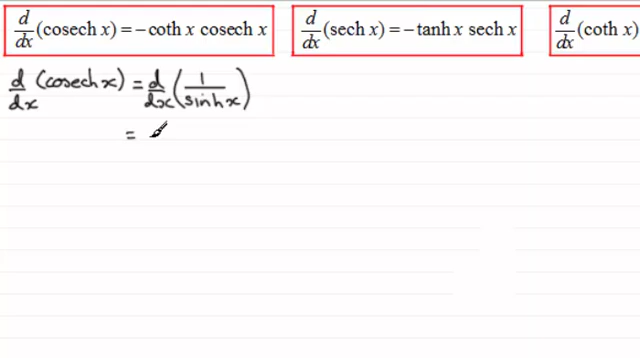 d/dx (cosech x) = −coth x cosech x
d/dx (sech x) = −tanh x sech x
d/dx (coth x)
d/dx (cosech x) = d/dx (1/sinh x)
=